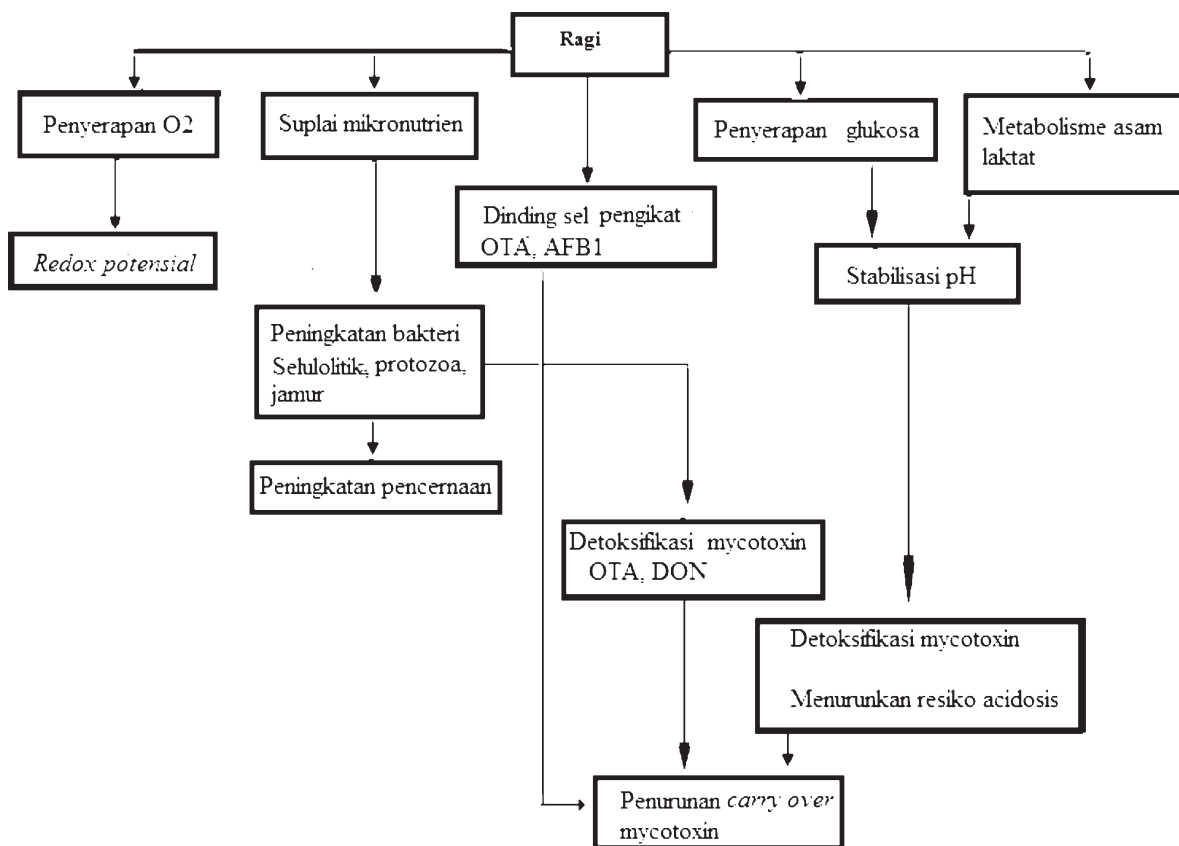 Ragi
Penyerapan O2
Suplai mikronutrien
Penyerapan glukosa
Metabolisme asam
laktat
Dinding sel pengikat
OTA, AFB1
Redox potensial
Stabilisasi pH
Peningkatan bakteri
Selulolitik, protozoa,
jamur
Peningkatan pencernaan
Detoksifikasi mycotoxin
OTA, DON
Detoksifikasi mycotoxin
Menurunkan resiko acidosis
Penurunan carry over
mycotoxin